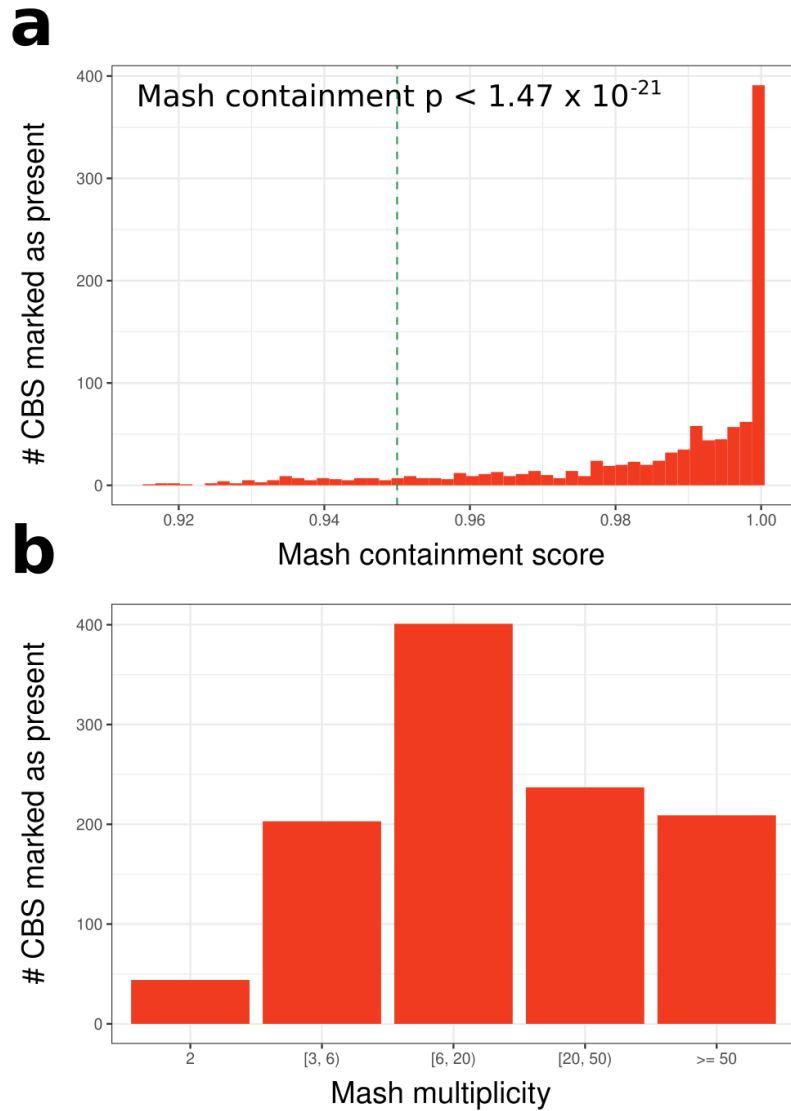 a
Mash containment p < 1.47 x 10-21
# CBS marked as present
400
300
200
100
0
0.92 0.94 0.96 0.98 1.00
Mash containment score
b
# CBS marked as present
400
300
200
100
0
2 [3, 6) [6, 20) [20, 50) >= 50
Mash multiplicity